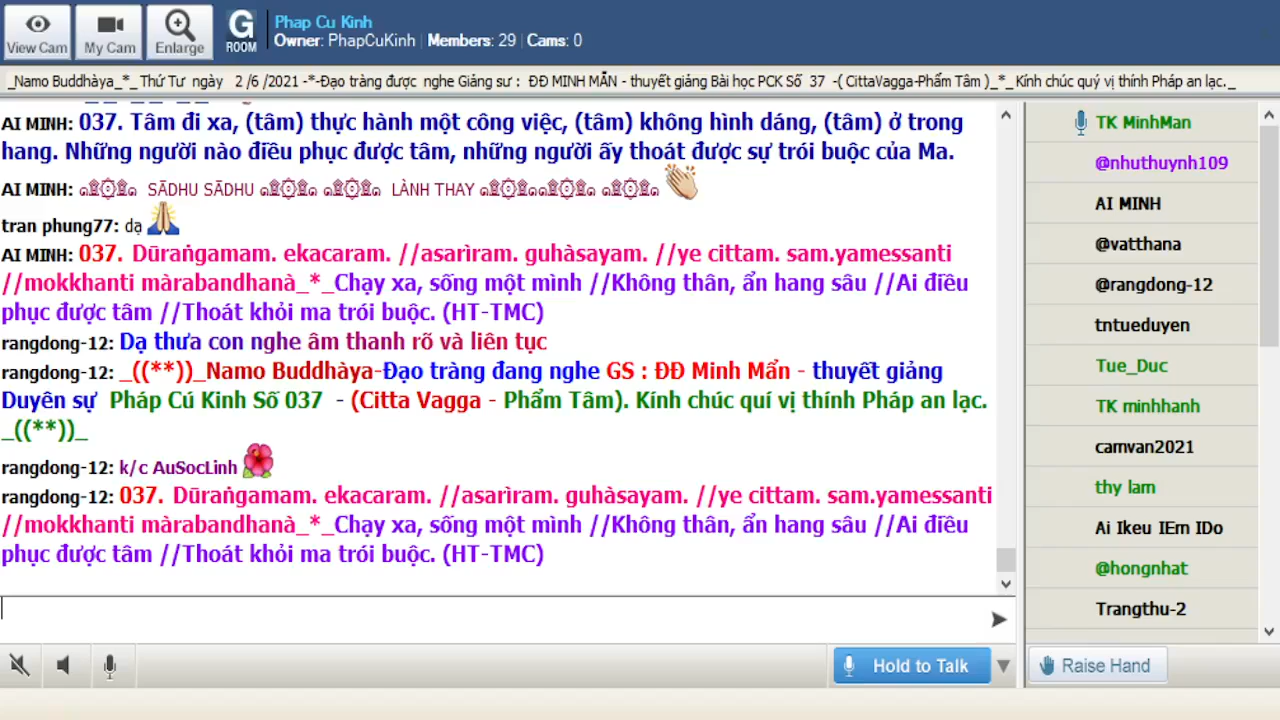 View Cam
My Cam
Enlarge
G
ROOM
Phap Cu Kinh
Owner: PhapCuKinh | Members: 29 | Cams: 0
_Namo Buddhàya_*_Thứ Tư ngày 2 /6 /2021 -*-Đạo tràng được nghe Giảng sư : ĐĐ MINH MẪN - thuyết giảng Bài học PCK Số 37 -( CittaVagga-Phẩm Tâm )_*_Kính chúc quý vị thính Pháp an lạc._
AI MINH: 037. Tâm đi xa, (tâm) thực hành một công việc, (tâm) không hình dáng, (tâm) ở trong
hang. Những người nào điều phục được tâm, những người ấy thoát được sự trói buộc của Ma.
AI MINH: SĀDHU SĀDHU LÀNH THAY
tran phung77: dạ
AI MINH: 037. Dūraṅgamam. ekacaram. //asarìram. guhàsayam. //ye cittam. sam.yamessanti
//mokkhanti màrabandhanà_*_Chạy xa, sống một mình //Không thân, ẩn hang sâu //Ai điều
phục được tâm //Thoát khỏi ma trói buộc. (HT-TMC)
rangdong-12: Dạ thưa con nghe âm thanh rõ và liên tục
rangdong-12: _((**))_Namo Buddhàya-Đạo tràng đang nghe GS : ĐĐ Minh Mẩn - thuyết giảng
Duyên sự Pháp Cú Kinh Số 037 - (Citta Vagga - Phẩm Tâm). Kính chúc quí vị thính Pháp an lạc.
_((**))_
rangdong-12: k/c AuSocLinh
rangdong-12: 037. Dūraṅgamam. ekacaram. //asarìram. guhàsayam. //ye cittam. sam.yamessanti
//mokkhanti màrabandhanà_*_Chạy xa, sống một mình //Không thân, ẩn hang sâu //Ai điều
phục được tâm //Thoát khỏi ma trói buộc. (HT-TMC)
Hold to Talk
TK MinhMan
@nhuthuynh109
AI MINH
@vatthana
@rangdong-12
tntueduyen
Tue_Duc
TK minhhanh
camvan2021
thy lam
Ai Ikeu IEm IDo
@hongnhat
Trangthu-2
Raise Hand